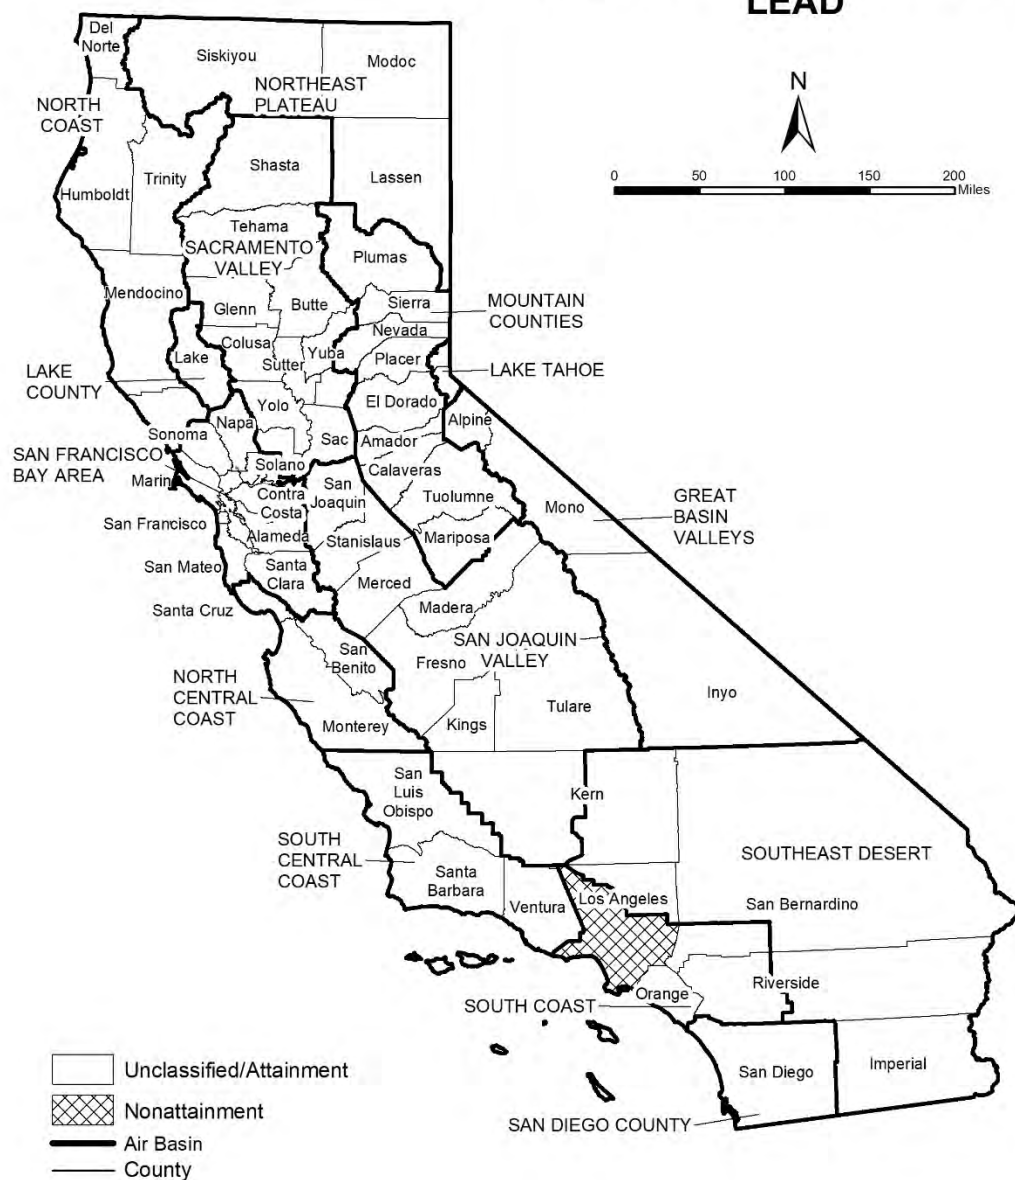 LEAD
Del
Norte
Siskiyou
Modoc
NORTHEAST
PLATEAU
NORTH
COAST
N
0 50 100 150 200
Miles
Shasta
Trinity
Lassen
Humboldt
Tehama
SACRAMENTO
VALLEY
Plumas
Mendocino
Glenn
Butte
Sierra
MOUNTAIN
COUNTIES
Nevada
Colusa
Yuba
Lake
Sutter
Placer
LAKE
COUNTY
LAKE TAHOE
Yolo
El Dorado
Napa
Alpine
Sonoma
Sac
Amador
SAN FRANCISCO
BAY AREA
Solano
Calaveras
Marin
San
Joaquin
Contra
Costa
Tuolumne
Mono
GREAT
BASIN
VALLEYS
San Francisco
Alameda
Stanislaus
Mariposa
San Mateo
Santa
Clara
Merced
Santa Cruz
Madera
SAN JOAQUIN
VALLEY
San
Benito
Fresno
NORTH
CENTRAL
COAST
Inyo
Monterey
Kings
Tulare
San
Luis
Obispo
Kern
SOUTH
CENTRAL
COAST
SOUTHEAST DESERT
Santa
Barbara
Ventura
Los Angeles
San Bernardino
Riverside
Orange
SOUTH COAST
San Diego
Imperial
SAN DIEGO COUNTY
Unclassified/Attainment
Nonattainment
Air Basin
County